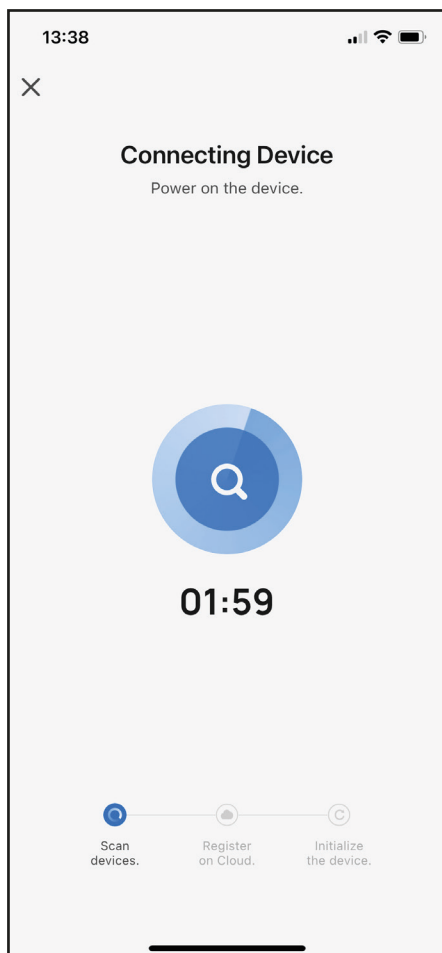 13:38
Connecting Device
Power on the device.
01:59
Scan
devices.
Register
on Cloud.
Initialize
the device.